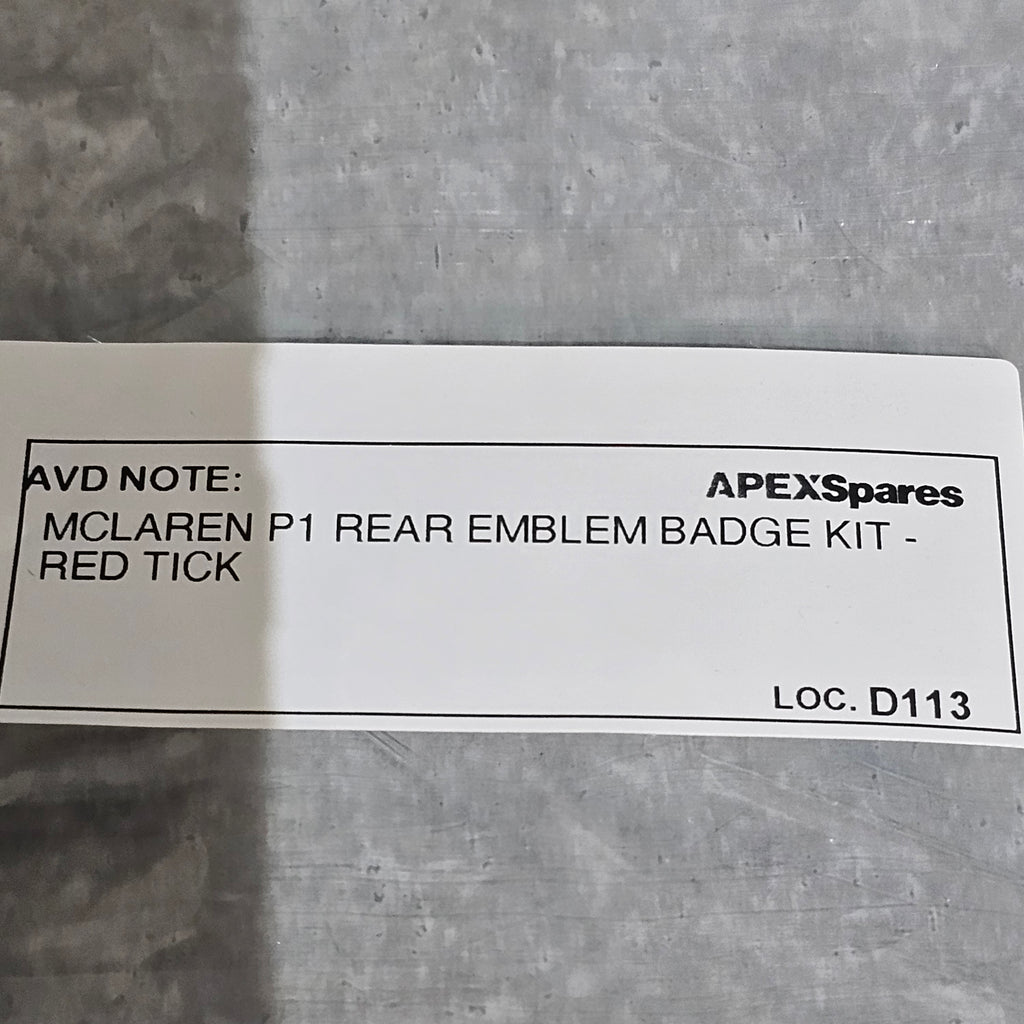 AVD NOTE:
APEXSpares
MCLAREN P1 REAR EMBLEM BADGE KIT -
RED TICK
LOC. D113